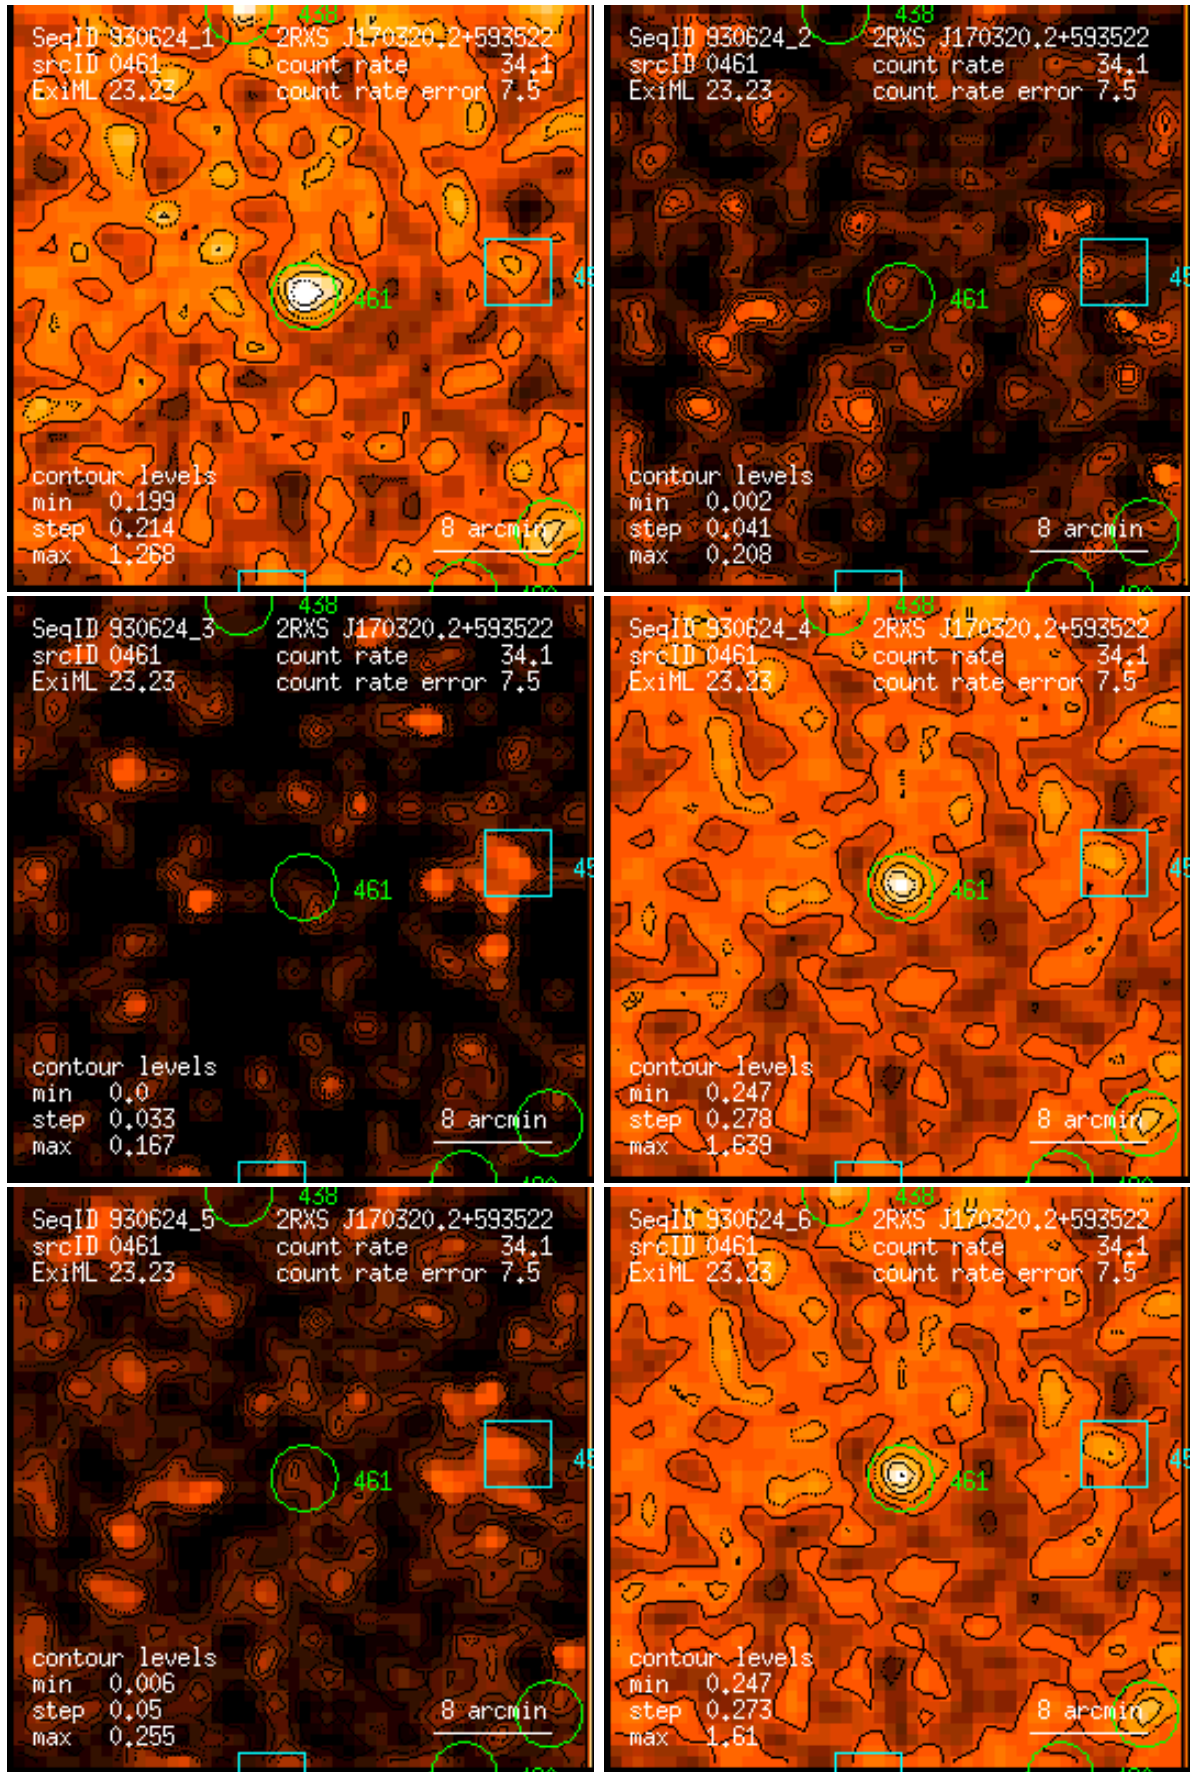 438
SeqID 930624_1 2RXS J170320.2+593522
srcID 0461 count rate 34.1
ExiML 23.23 count rate error 7.5
461
contour levels
min 0.199
step 0.214
max 1.268
8 arcmin
438
SeqID 930624_2 2RXS J170320.2+593522
srcID 0461 count rate 34.1
ExiML 23.23 count rate error 7.5
461
contour levels
min 0.002
step 0.041
max 0.208
8 arcmin
438
SeqID 930624_3 2RXS J170320.2+593522
srcID 0461 count rate 34.1
ExiML 23.23 count rate error 7.5
461
contour levels
min 0.0
step 0.033
max 0.167
8 arcmin
438
SeqID 930624_4 2RXS J170320.2+593522
srcID 0461 count rate 34.1
ExiML 23.23 count rate error 7.5
461
contour levels
min 0.247
step 0.278
max 1.639
8 arcmin
438
SeqID 930624_5 2RXS J170320.2+593522
srcID 0461 count rate 34.1
ExiML 23.23 count rate error 7.5
461
contour levels
min 0.006
step 0.05
max 0.255
8 arcmin
438
SeqID 930624_6 2RXS J170320.2+593522
srcID 0461 count rate 34.1
ExiML 23.23 count rate error 7.5
461
contour levels
min 0.247
step 0.273
max 1.61
8 arcmin